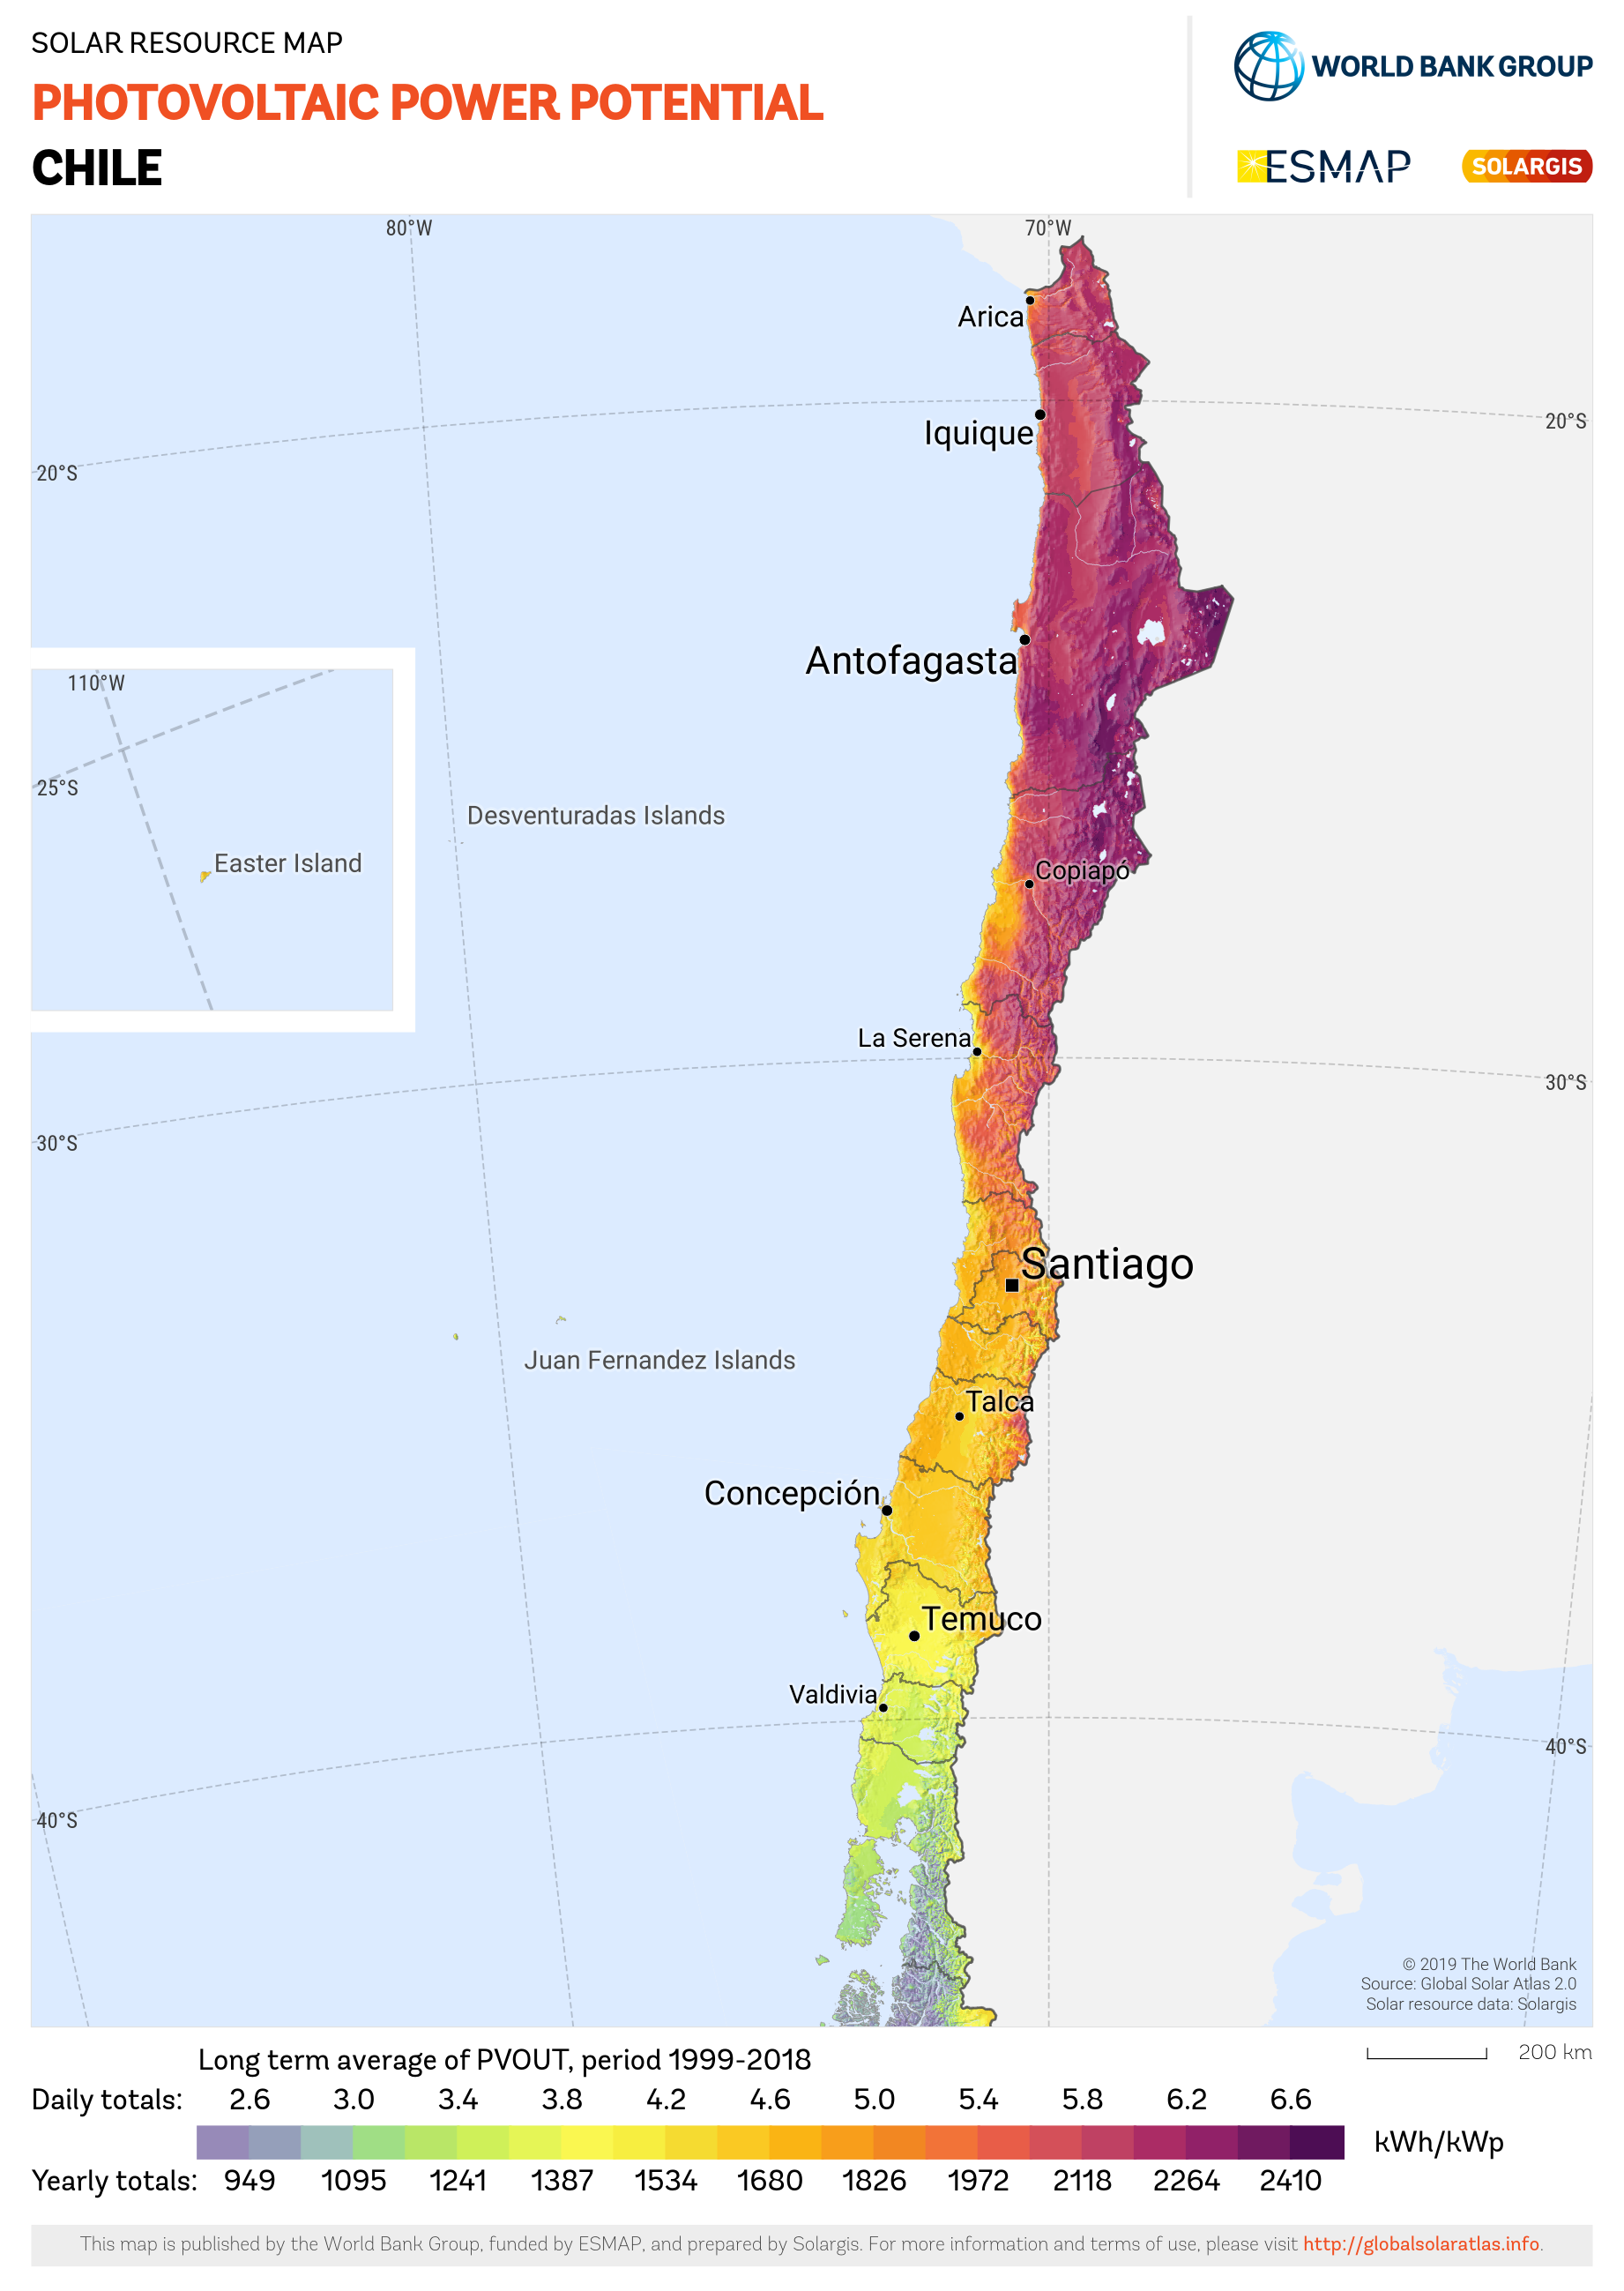 SOLAR RESOURCE MAP
PHOTOVOLTAIC POWER POTENTIAL
CHILE
WORLD BANK GROUP
ESMAP
SOLARGIS
80°W
70°W
Arica
Iquique
20°S
20°S
Antofagasta
110°W
25°S
Desventuradas Islands
Easter Island
Copiapó
La Serena
30°S
30°S
Santiago
Juan Fernandez Islands
Talca
Concepción
Temuco
Valdivia
40°S
40°S
© 2019 The World Bank
Source: Global Solar Atlas 2.0
Solar resource data: Solargis
Long term average of PVOUT, period 1999-2018
200 km
Daily totals: 2.6 3.0 3.4 3.8 4.2 4.6 5.0 5.4 5.8 6.2 6.6
kWh/kWp
Yearly totals: 949 1095 1241 1387 1534 1680 1826 1972 2118 2264 2410
This map is published by the World Bank Group, funded by ESMAP, and prepared by Solargis. For more information and terms of use, please visit http://globalsolaratlas.info.